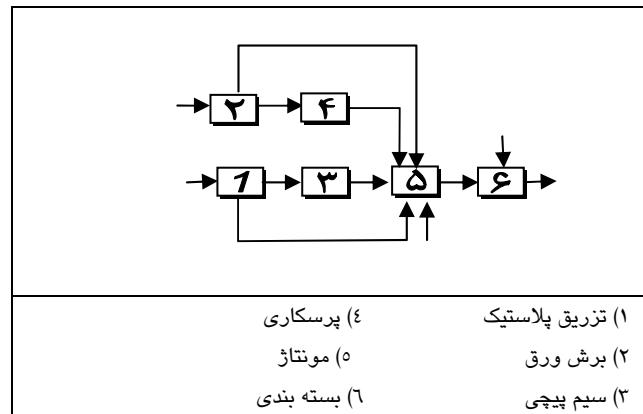 ۲ ۴
1 ۳ ۵ ۶
۱) تزریق پلاستیک ٤) پرسکاری
۲) برش ورق ٥) مونتاژ
۳) سیم پیچی ٦) بسته بندی